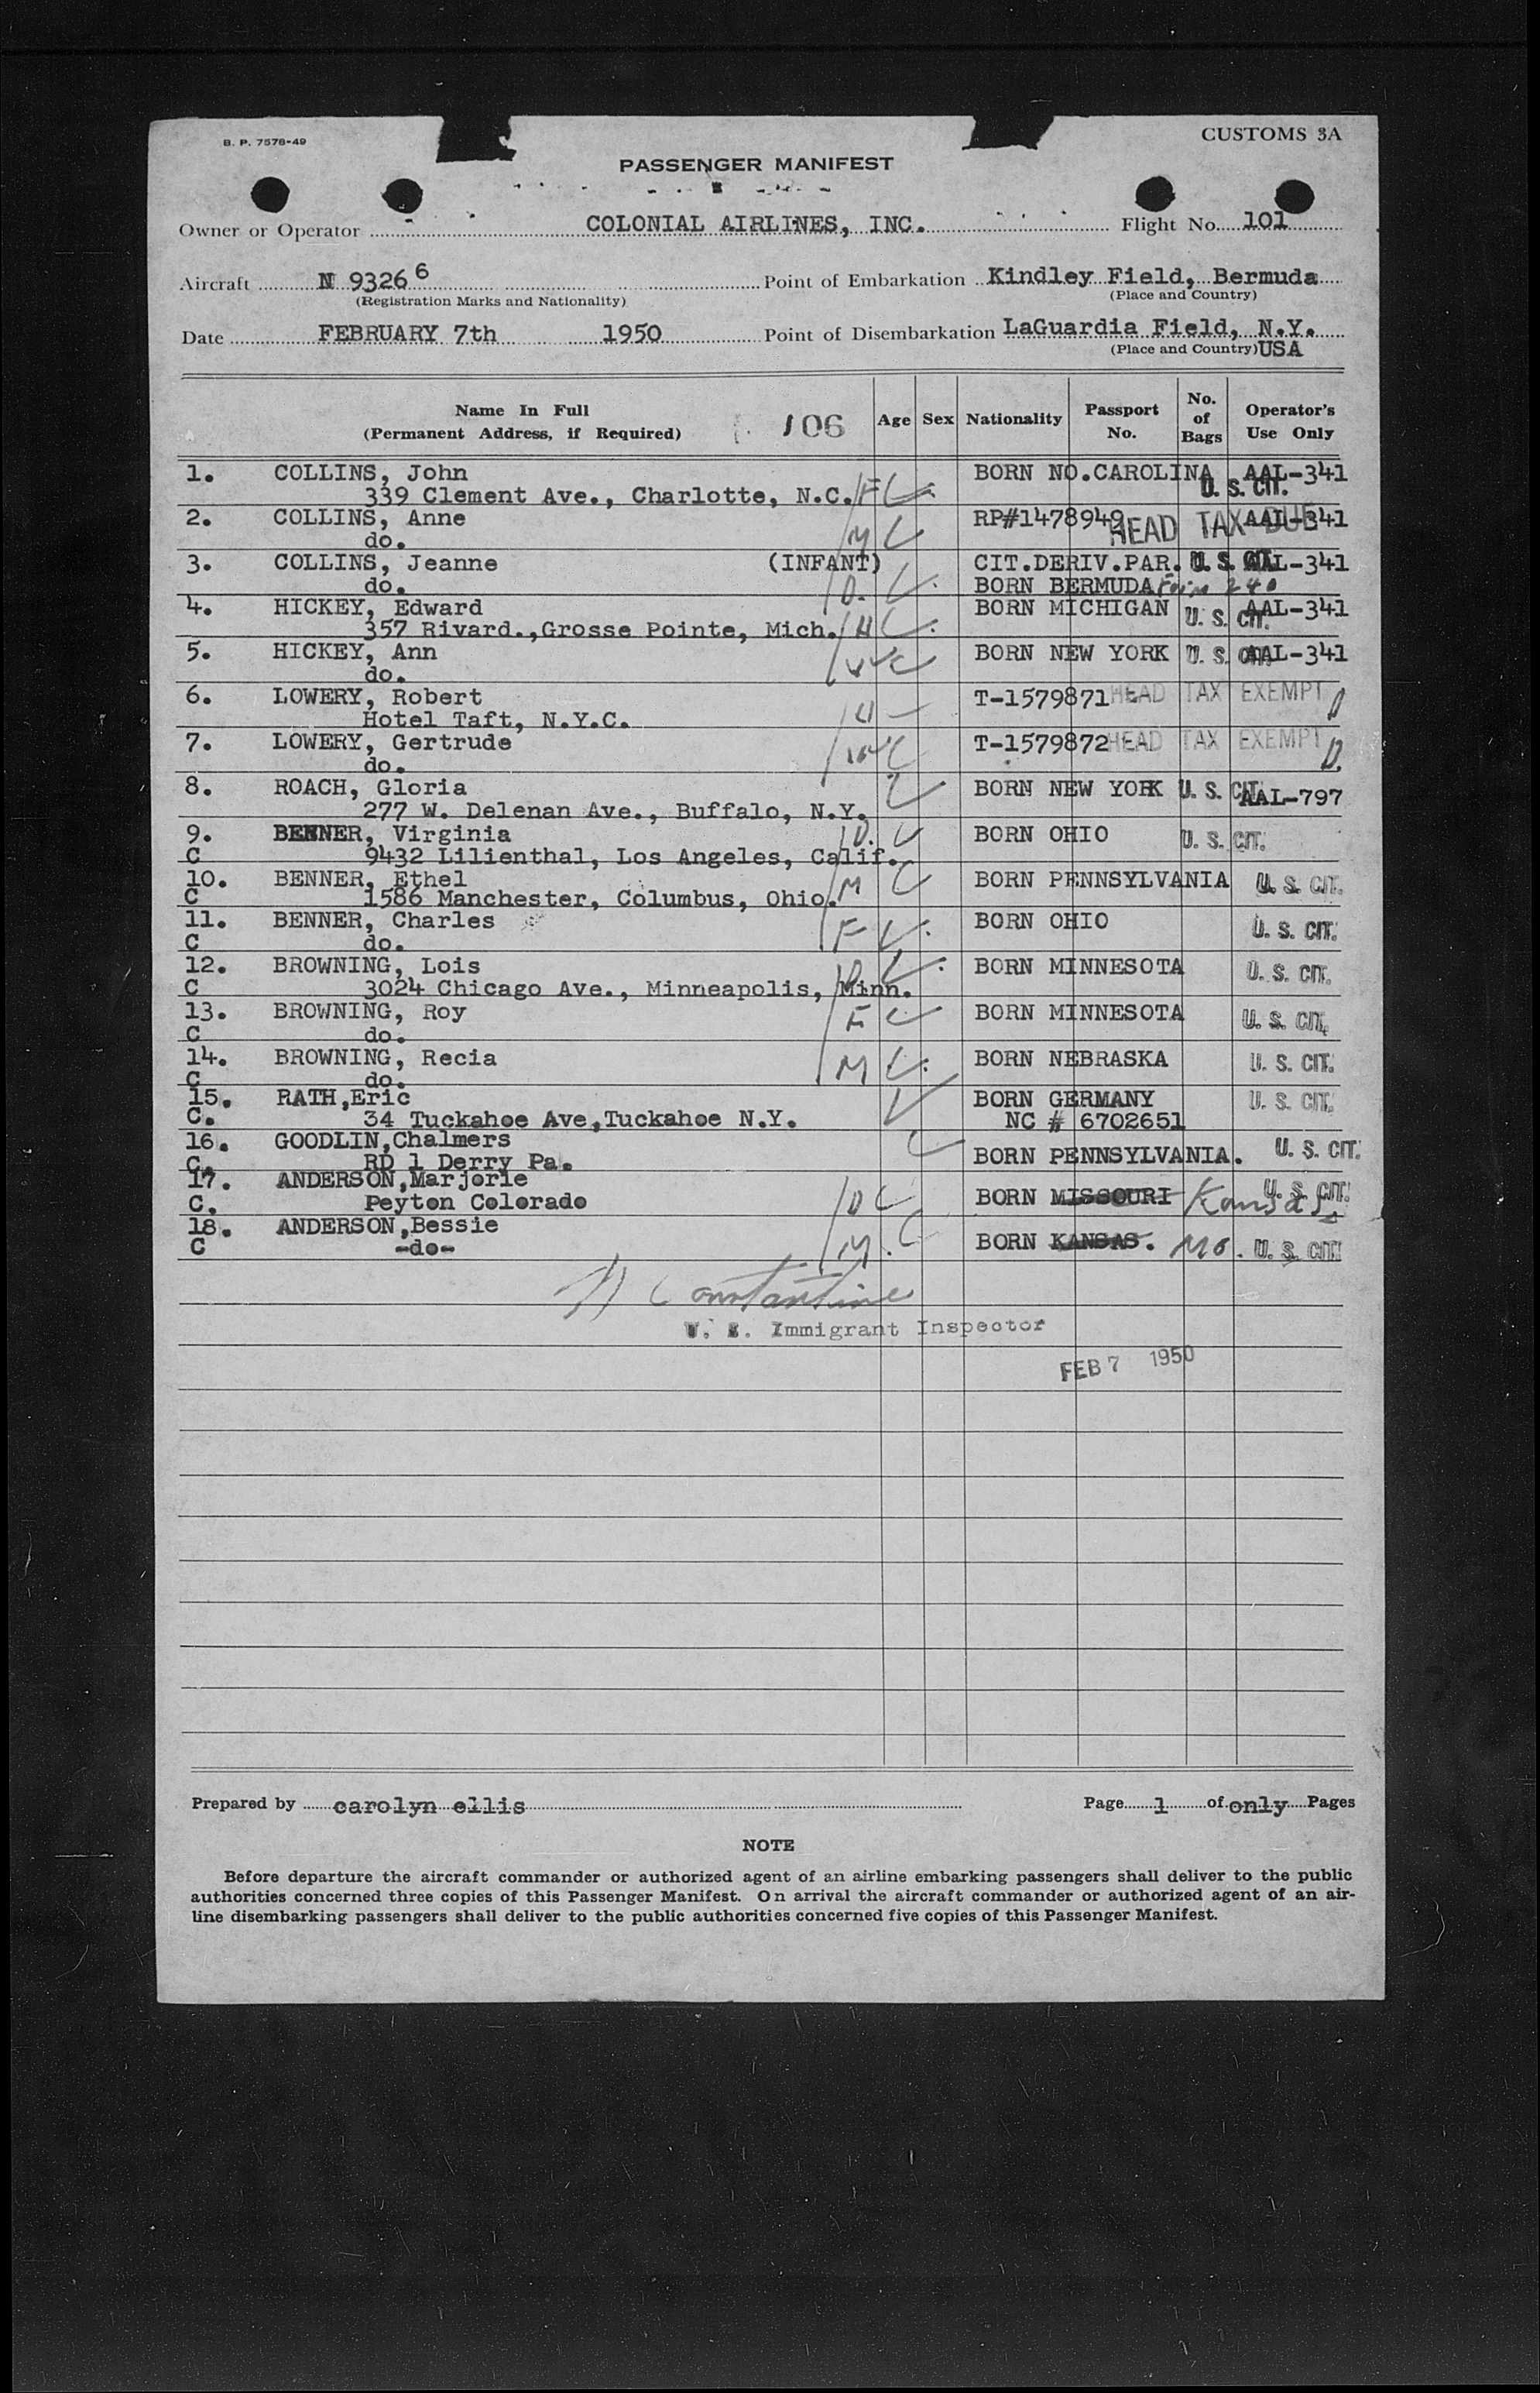 B. P. 7578-49
CUSTOMS 3A
PASSENGER MANIFEST
Owner or Operator COLONIAL AIRLINES, INC. Flight No. 101
Aircraft N 93266 Point of Embarkation Kindley Field, Bermuda
(Registration Marks and Nationality) (Place and Country)
Date FEBRUARY 7th 1950 Point of Disembarkation LaGuardia Field, N.Y.
(Place and Country) USA
Name In Full (Permanent Address, if Required) 106 Age Sex Nationality Passport No. No. of Bags Operator's Use Only
1. COLLINS, John BORN NO.CAROLINA AAL-341
339 Clement Ave., Charlotte, N.C. F U. S. CIT.
2. COLLINS, Anne RP#1478949 HEAD TAX DUE AAL-341
do. M
3. COLLINS, Jeanne (INFANT) CIT.DERIV.PAR. U. S. CIT. AAL-341
do. D. BORN BERMUDA Form 240
4. HICKEY, Edward BORN MICHIGAN U. S. CIT. AAL-341
357 Rivard.,Grosse Pointe, Mich. H
5. HICKEY, Ann BORN NEW YORK U. S. CIT. AAL-341
do. W
6. LOWERY, Robert T-1579871 HEAD TAX EXEMPT
Hotel Taft, N.Y.C. H
7. LOWERY, Gertrude T-1579872 HEAD TAX EXEMPT
do. W
8. ROACH, Gloria BORN NEW YORK U. S. CIT. AAL-797
277 W. Delenan Ave., Buffalo, N.Y.
9. BENNER, Virginia D. BORN OHIO U. S. CIT.
C 9432 Lilienthal, Los Angeles, Calif.
10. BENNER, Ethel M BORN PENNSYLVANIA U. S. CIT.
C 1586 Manchester, Columbus, Ohio.
11. BENNER, Charles F BORN OHIO U. S. CIT.
C do.
12. BROWNING, Lois D BORN MINNESOTA U. S. CIT.
C 3024 Chicago Ave., Minneapolis, Minn.
13. BROWNING, Roy F BORN MINNESOTA U. S. CIT.
C do.
14. BROWNING, Recia M BORN NEBRASKA U. S. CIT.
C do.
15. RATH,Eric BORN GERMANY U. S. CIT.
C. 34 Tuckahoe Ave,Tuckahoe N.Y. NC # 6702651
16. GOODLIN,Chalmers BORN PENNSYLVANIA. U. S. CIT.
C. RD 1 Derry Pa.
17. ANDERSON,Marjorie U. S. CIT.
C. Peyton Colorado D BORN MISSOURI Kansas
18. ANDERSON,Bessie BORN KANSAS. Mo. U. S. CIT.
C -do- M
Constantine
U. S. Immigrant Inspector
FEB 7 1950
Prepared by carolyn ellis Page 1 of only Pages
NOTE
Before departure the aircraft commander or authorized agent of an airline embarking passengers shall deliver to the public
authorities concerned three copies of this Passenger Manifest. On arrival the aircraft commander or authorized agent of an air-
line disembarking passengers shall deliver to the public authorities concerned five copies of this Passenger Manifest.